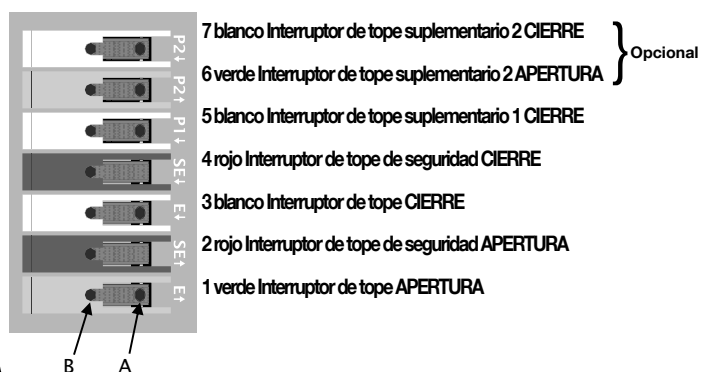 P2↓ 7 blanco Interruptor de tope suplementario 2 CIERRE
P2↑ 6 verde Interruptor de tope suplementario 2 APERTURA
Opcional
P1↓ 5 blanco Interruptor de tope suplementario 1 CIERRE
SE↓ 4 rojo Interruptor de tope de seguridad CIERRE
E↓ 3 blanco Interruptor de tope CIERRE
SE↑ 2 rojo Interruptor de tope de seguridad APERTURA
E↑ 1 verde Interruptor de tope APERTURA
B A